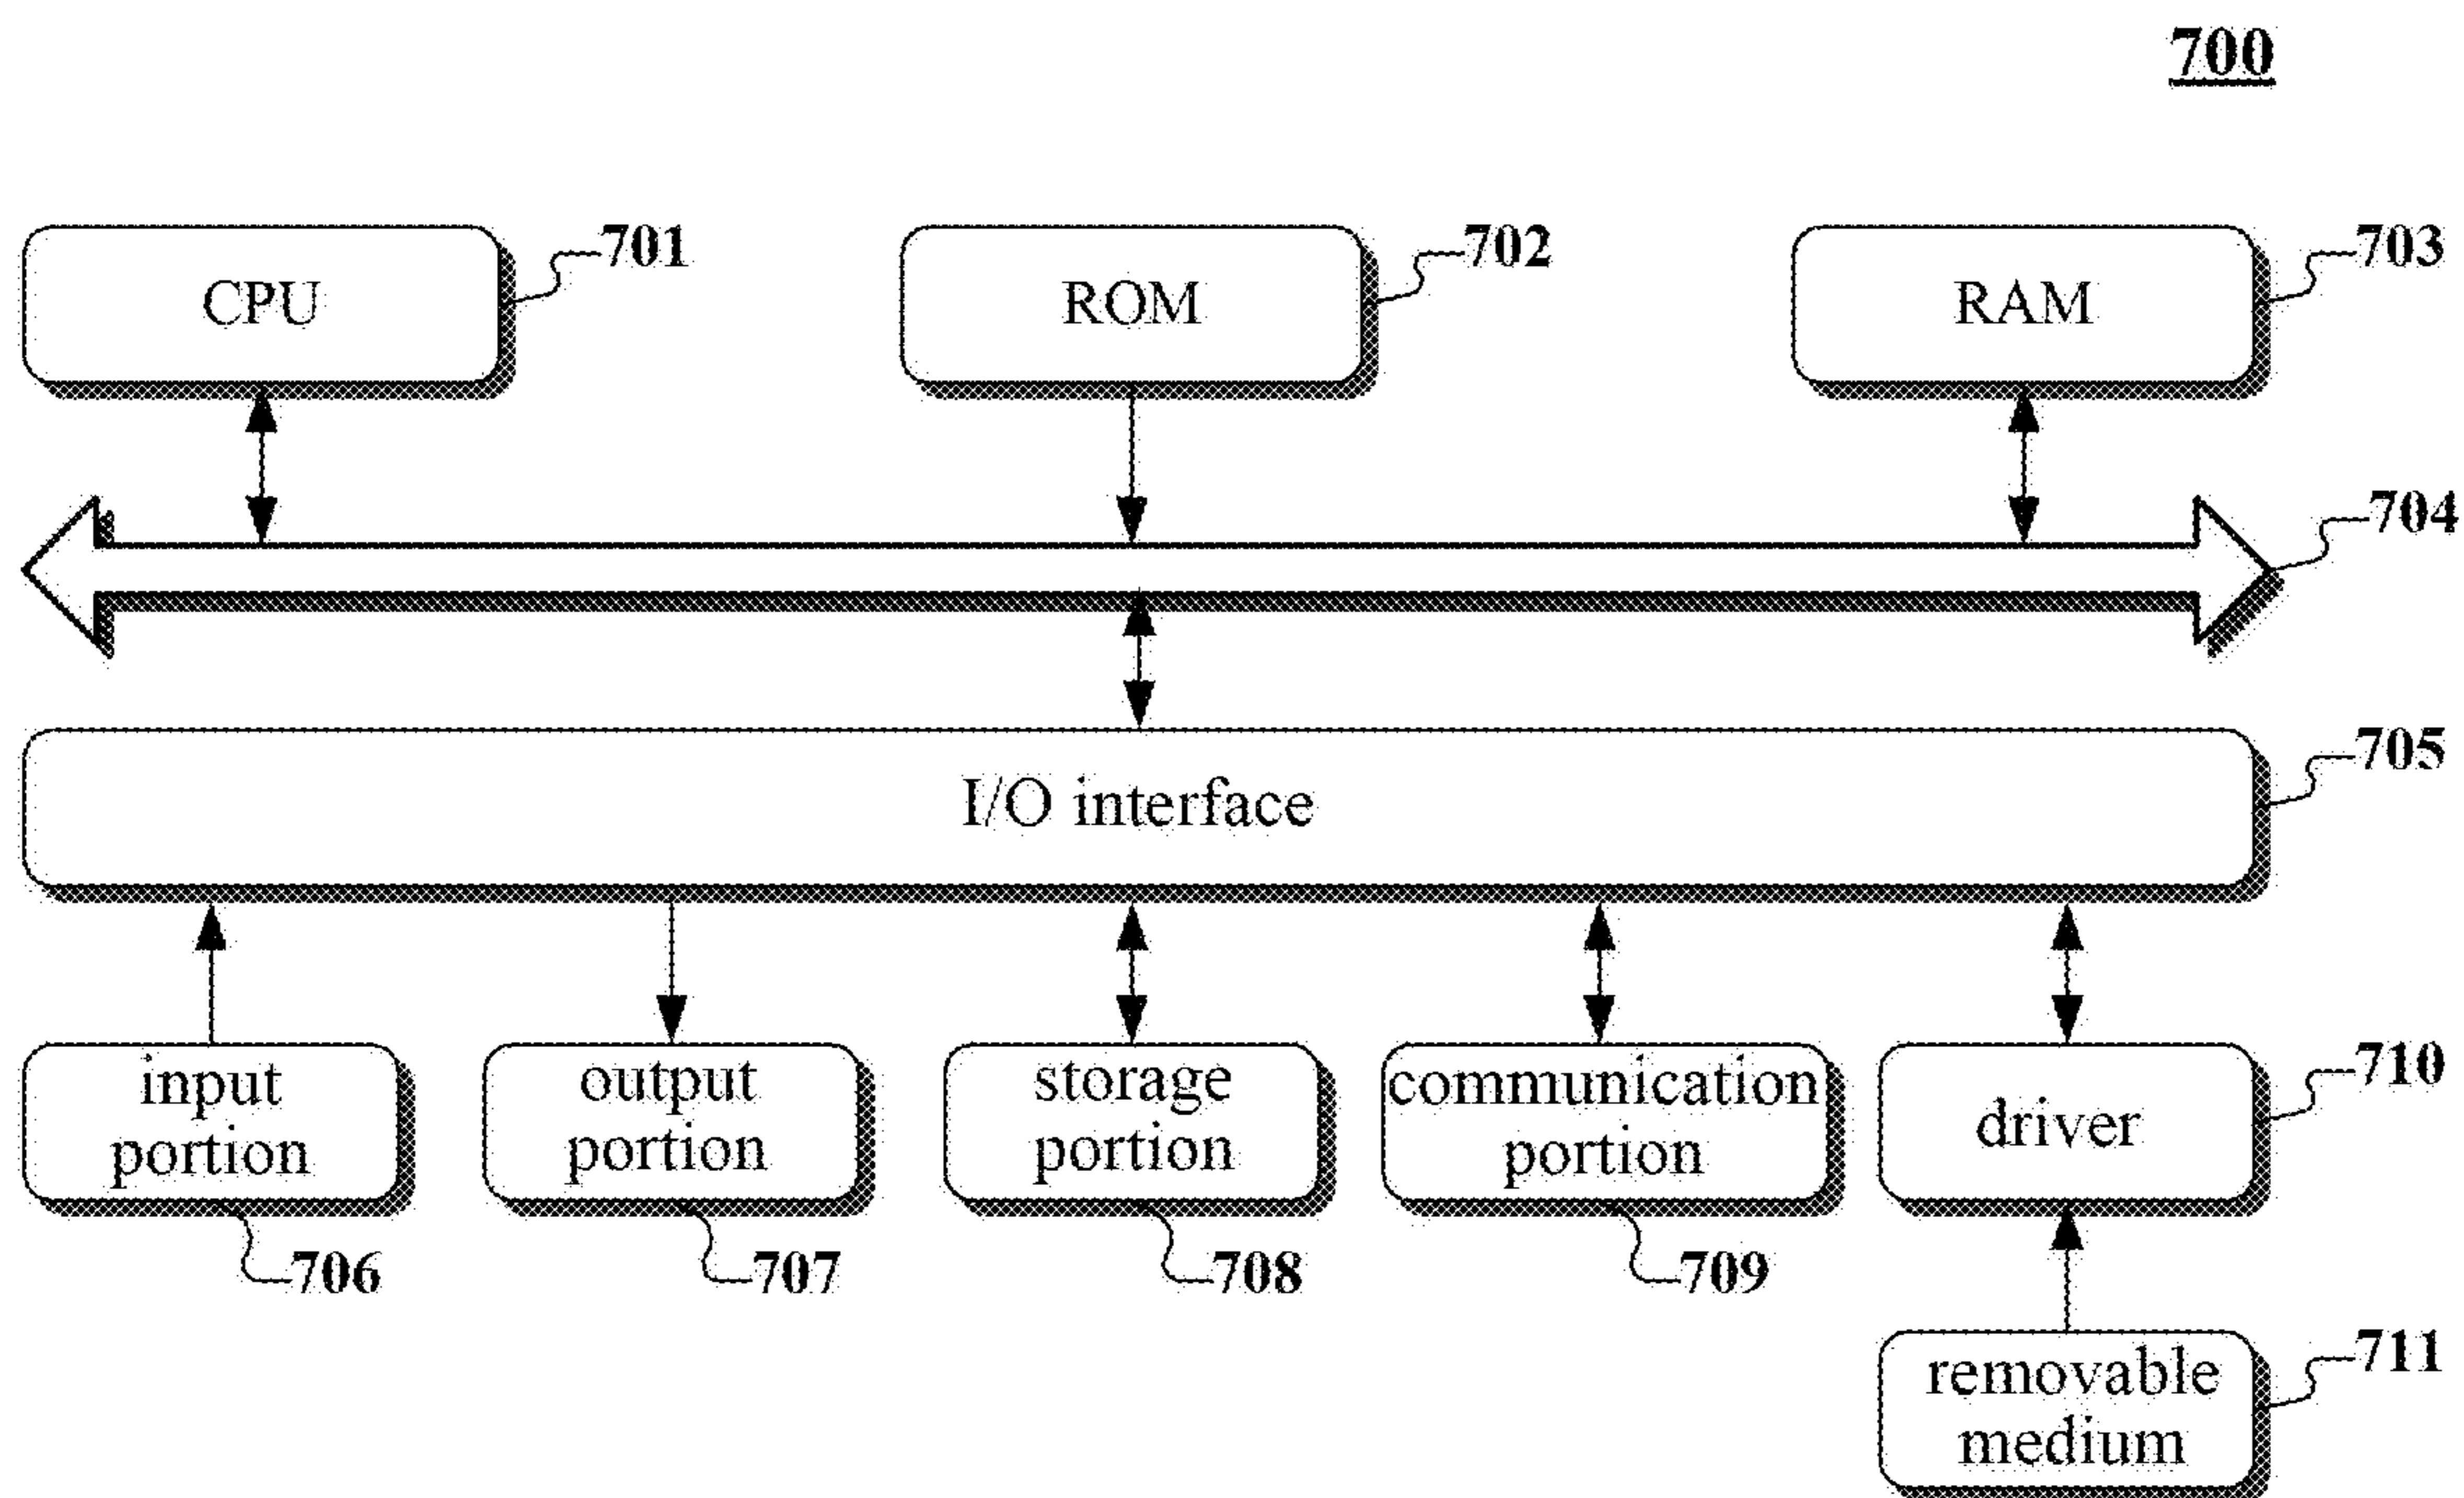 700
CPU
701
ROM
702
RAM
703
704
I/O interface
705
input
portion
706
output
portion
707
storage
portion
708
communication
portion
709
driver
710
removable
medium
711